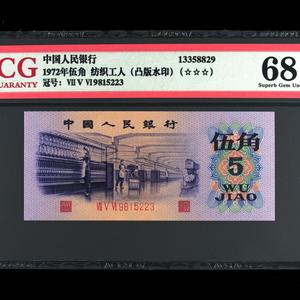 CG
GUARANTY
中国人民银行
13358829
1972年伍角 纺织工人（凸版水印）（☆☆☆）
冠号：Ⅶ Ⅴ Ⅵ9815223
68
Superb Gem Un
中国人民银行
伍角
5
WU
JIAO
Ⅶ Ⅴ Ⅵ 9815223